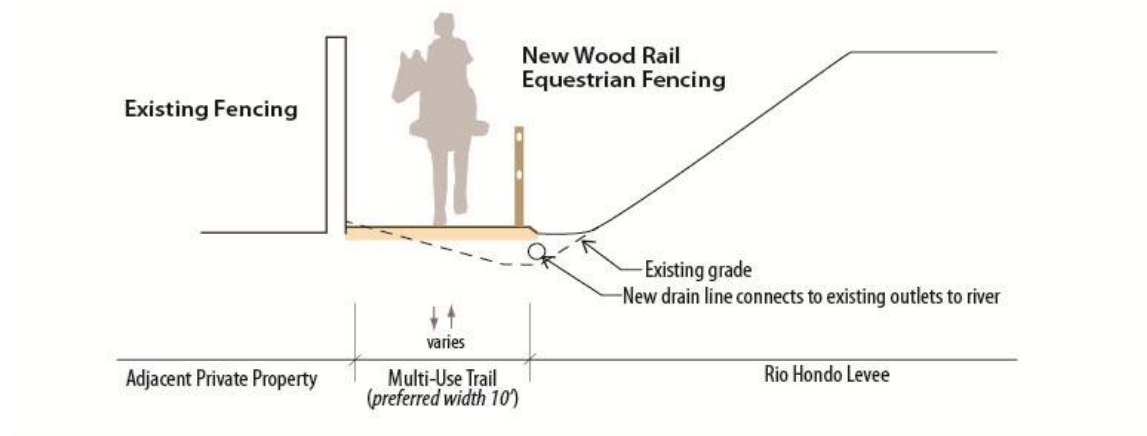 New Wood Rail
Equestrian Fencing
Existing Fencing
Existing grade
New drain line connects to existing outlets to river
varies
Adjacent Private Property
Multi-Use Trail
(preferred width 10')
Rio Hondo Levee